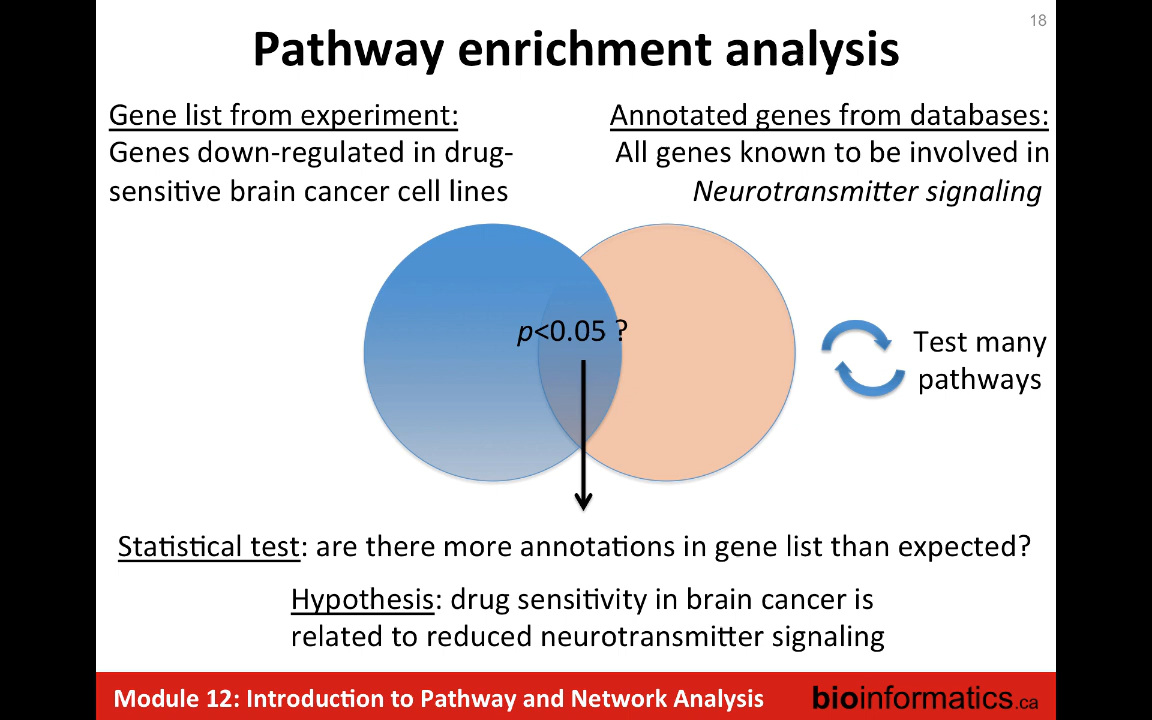 18
Pathway enrichment analysis
Gene list from experiment:
Genes down-regulated in drug-
sensitive brain cancer cell lines
Annotated genes from databases:
All genes known to be involved in
Neurotransmitter signaling
p<0.05 ?
Test many
pathways
Statistical test: are there more annotations in gene list than expected?
Hypothesis: drug sensitivity in brain cancer is
related to reduced neurotransmitter signaling
Module 12: Introduction to Pathway and Network Analysis
bioinformatics.ca